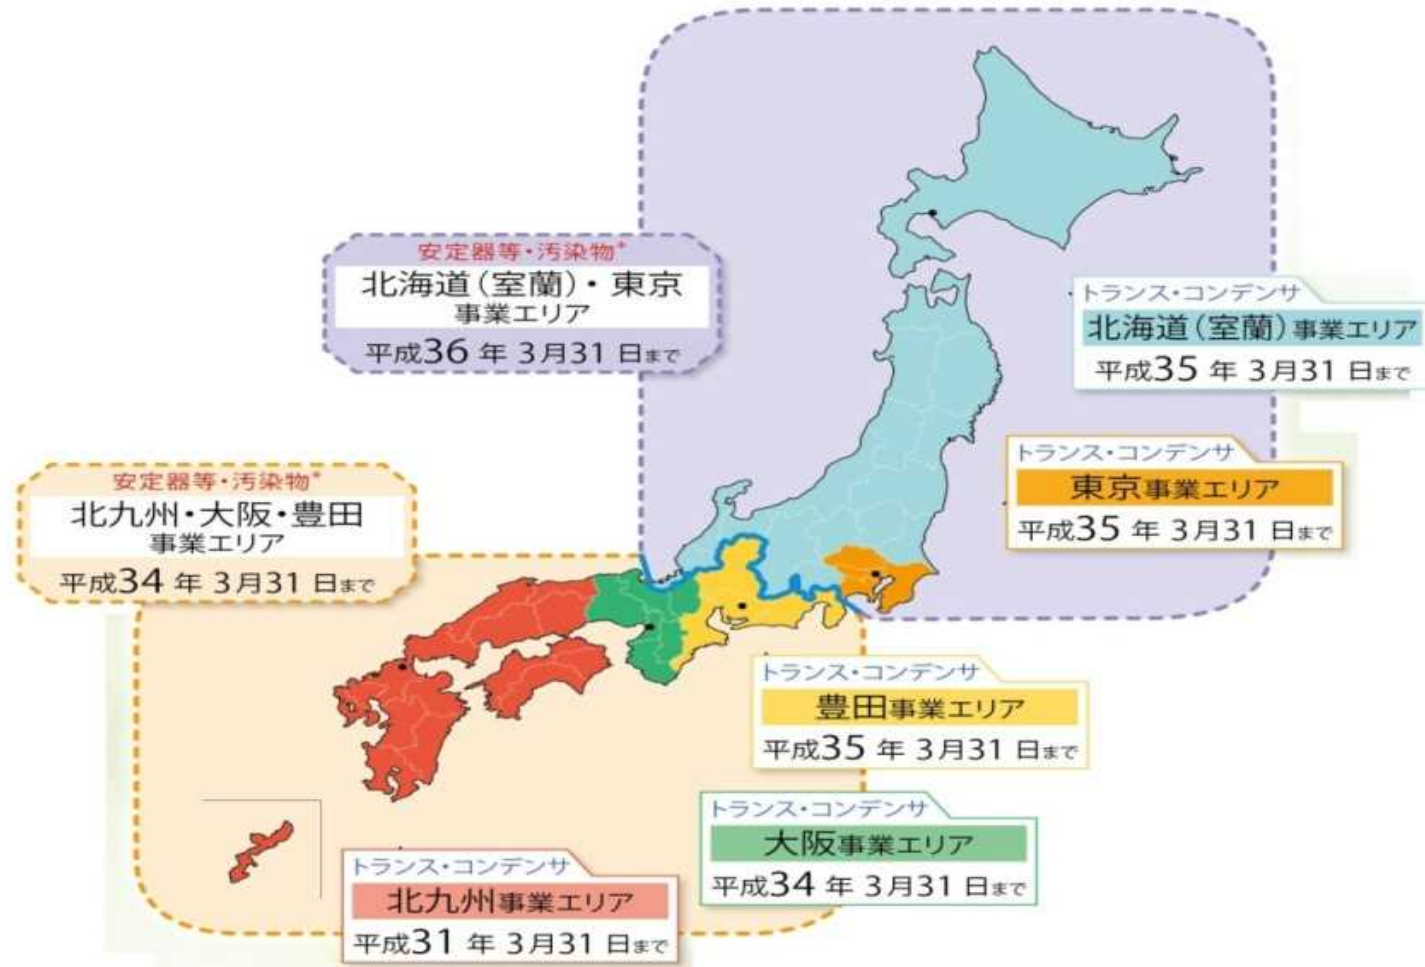 安定器等・汚染物*
北海道(室蘭)・東京
事業エリア
平成36年3月31日まで
トランス・コンデンサ
北海道(室蘭)事業エリア
平成35年3月31日まで
トランス・コンデンサ
東京事業エリア
平成35年3月31日まで
安定器等・汚染物*
北九州・大阪・豊田
事業エリア
平成34年3月31日まで
トランス・コンデンサ
豊田事業エリア
平成35年3月31日まで
トランス・コンデンサ
大阪事業エリア
平成34年3月31日まで
トランス・コンデンサ
北九州事業エリア
平成31年3月31日まで